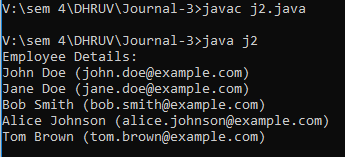 V:\sem 4\DHRUV\Journal-3>javac j2.java
V:\sem 4\DHRUV\Journal-3>java j2
Employee Details:
John Doe (john.doe@example.com)
Jane Doe (jane.doe@example.com)
Bob Smith (bob.smith@example.com)
Alice Johnson (alice.johnson@example.com)
Tom Brown (tom.brown@example.com)